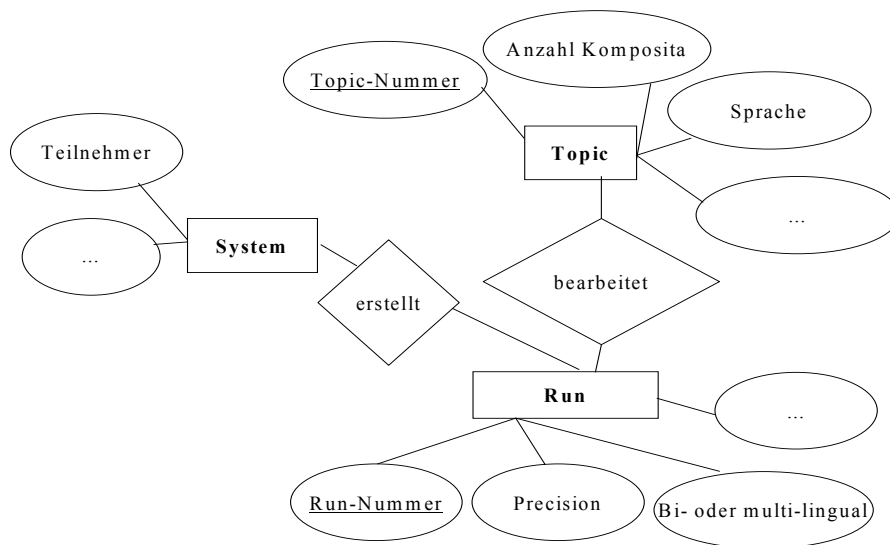 Anzahl Komposita
Topic-Nummer
Sprache
Teilnehmer
Topic
...
System
...
bearbeitet
erstellt
Run
...
Run-Nummer
Precision
Bi- oder multi-lingual